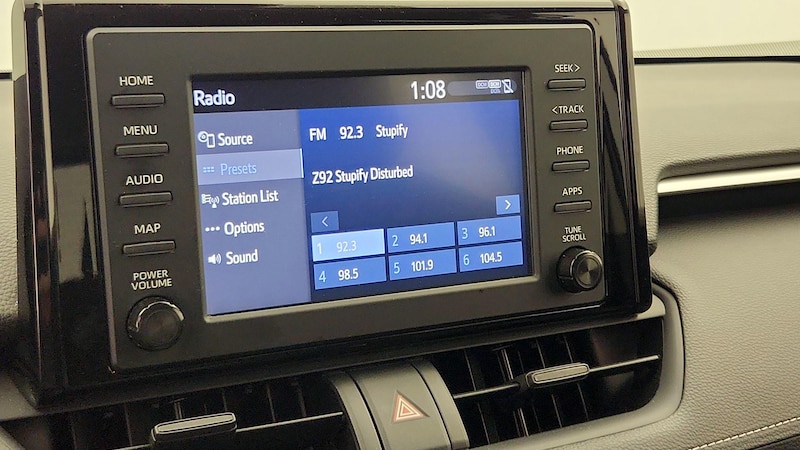 HOME
MENU
AUDIO
MAP
POWER
VOLUME
Radio
1:08
Source
Presets
Station List
Options
Sound
FM 92.3 Stupify
Z92 Stupify Disturbed
<
>
1 92.3
2 94.1
3 96.1
4 98.5
5 101.9
6 104.5
SEEK >
< TRACK
PHONE
APPS
TUNE
SCROLL